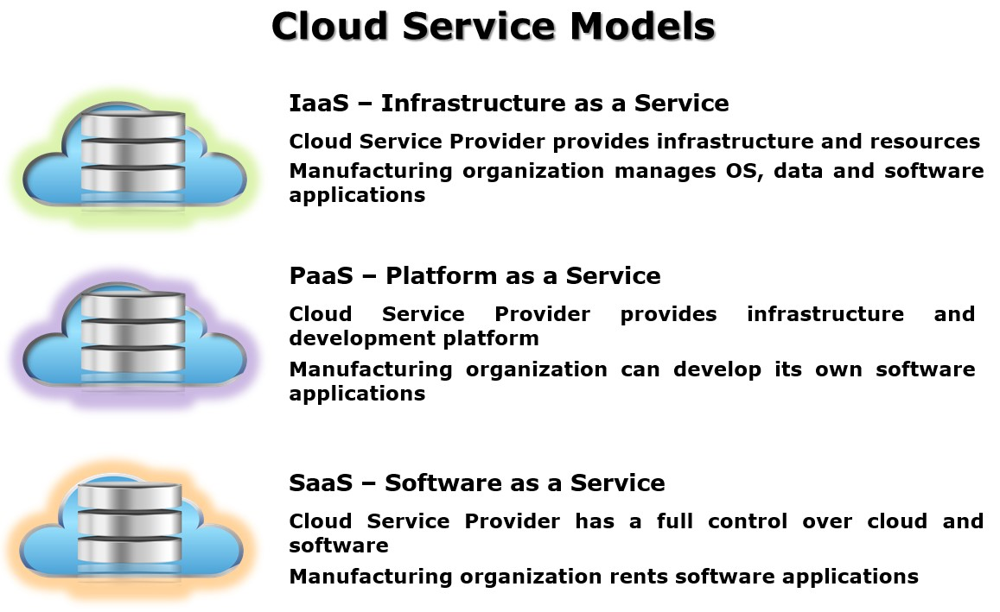 Cloud Service Models
IaaS – Infrastructure as a Service
Cloud Service Provider provides infrastructure and resources
Manufacturing organization manages OS, data and software
applications
PaaS – Platform as a Service
Cloud Service Provider provides infrastructure and
development platform
Manufacturing organization can develop its own software
applications
SaaS – Software as a Service
Cloud Service Provider has a full control over cloud and
software
Manufacturing organization rents software applications